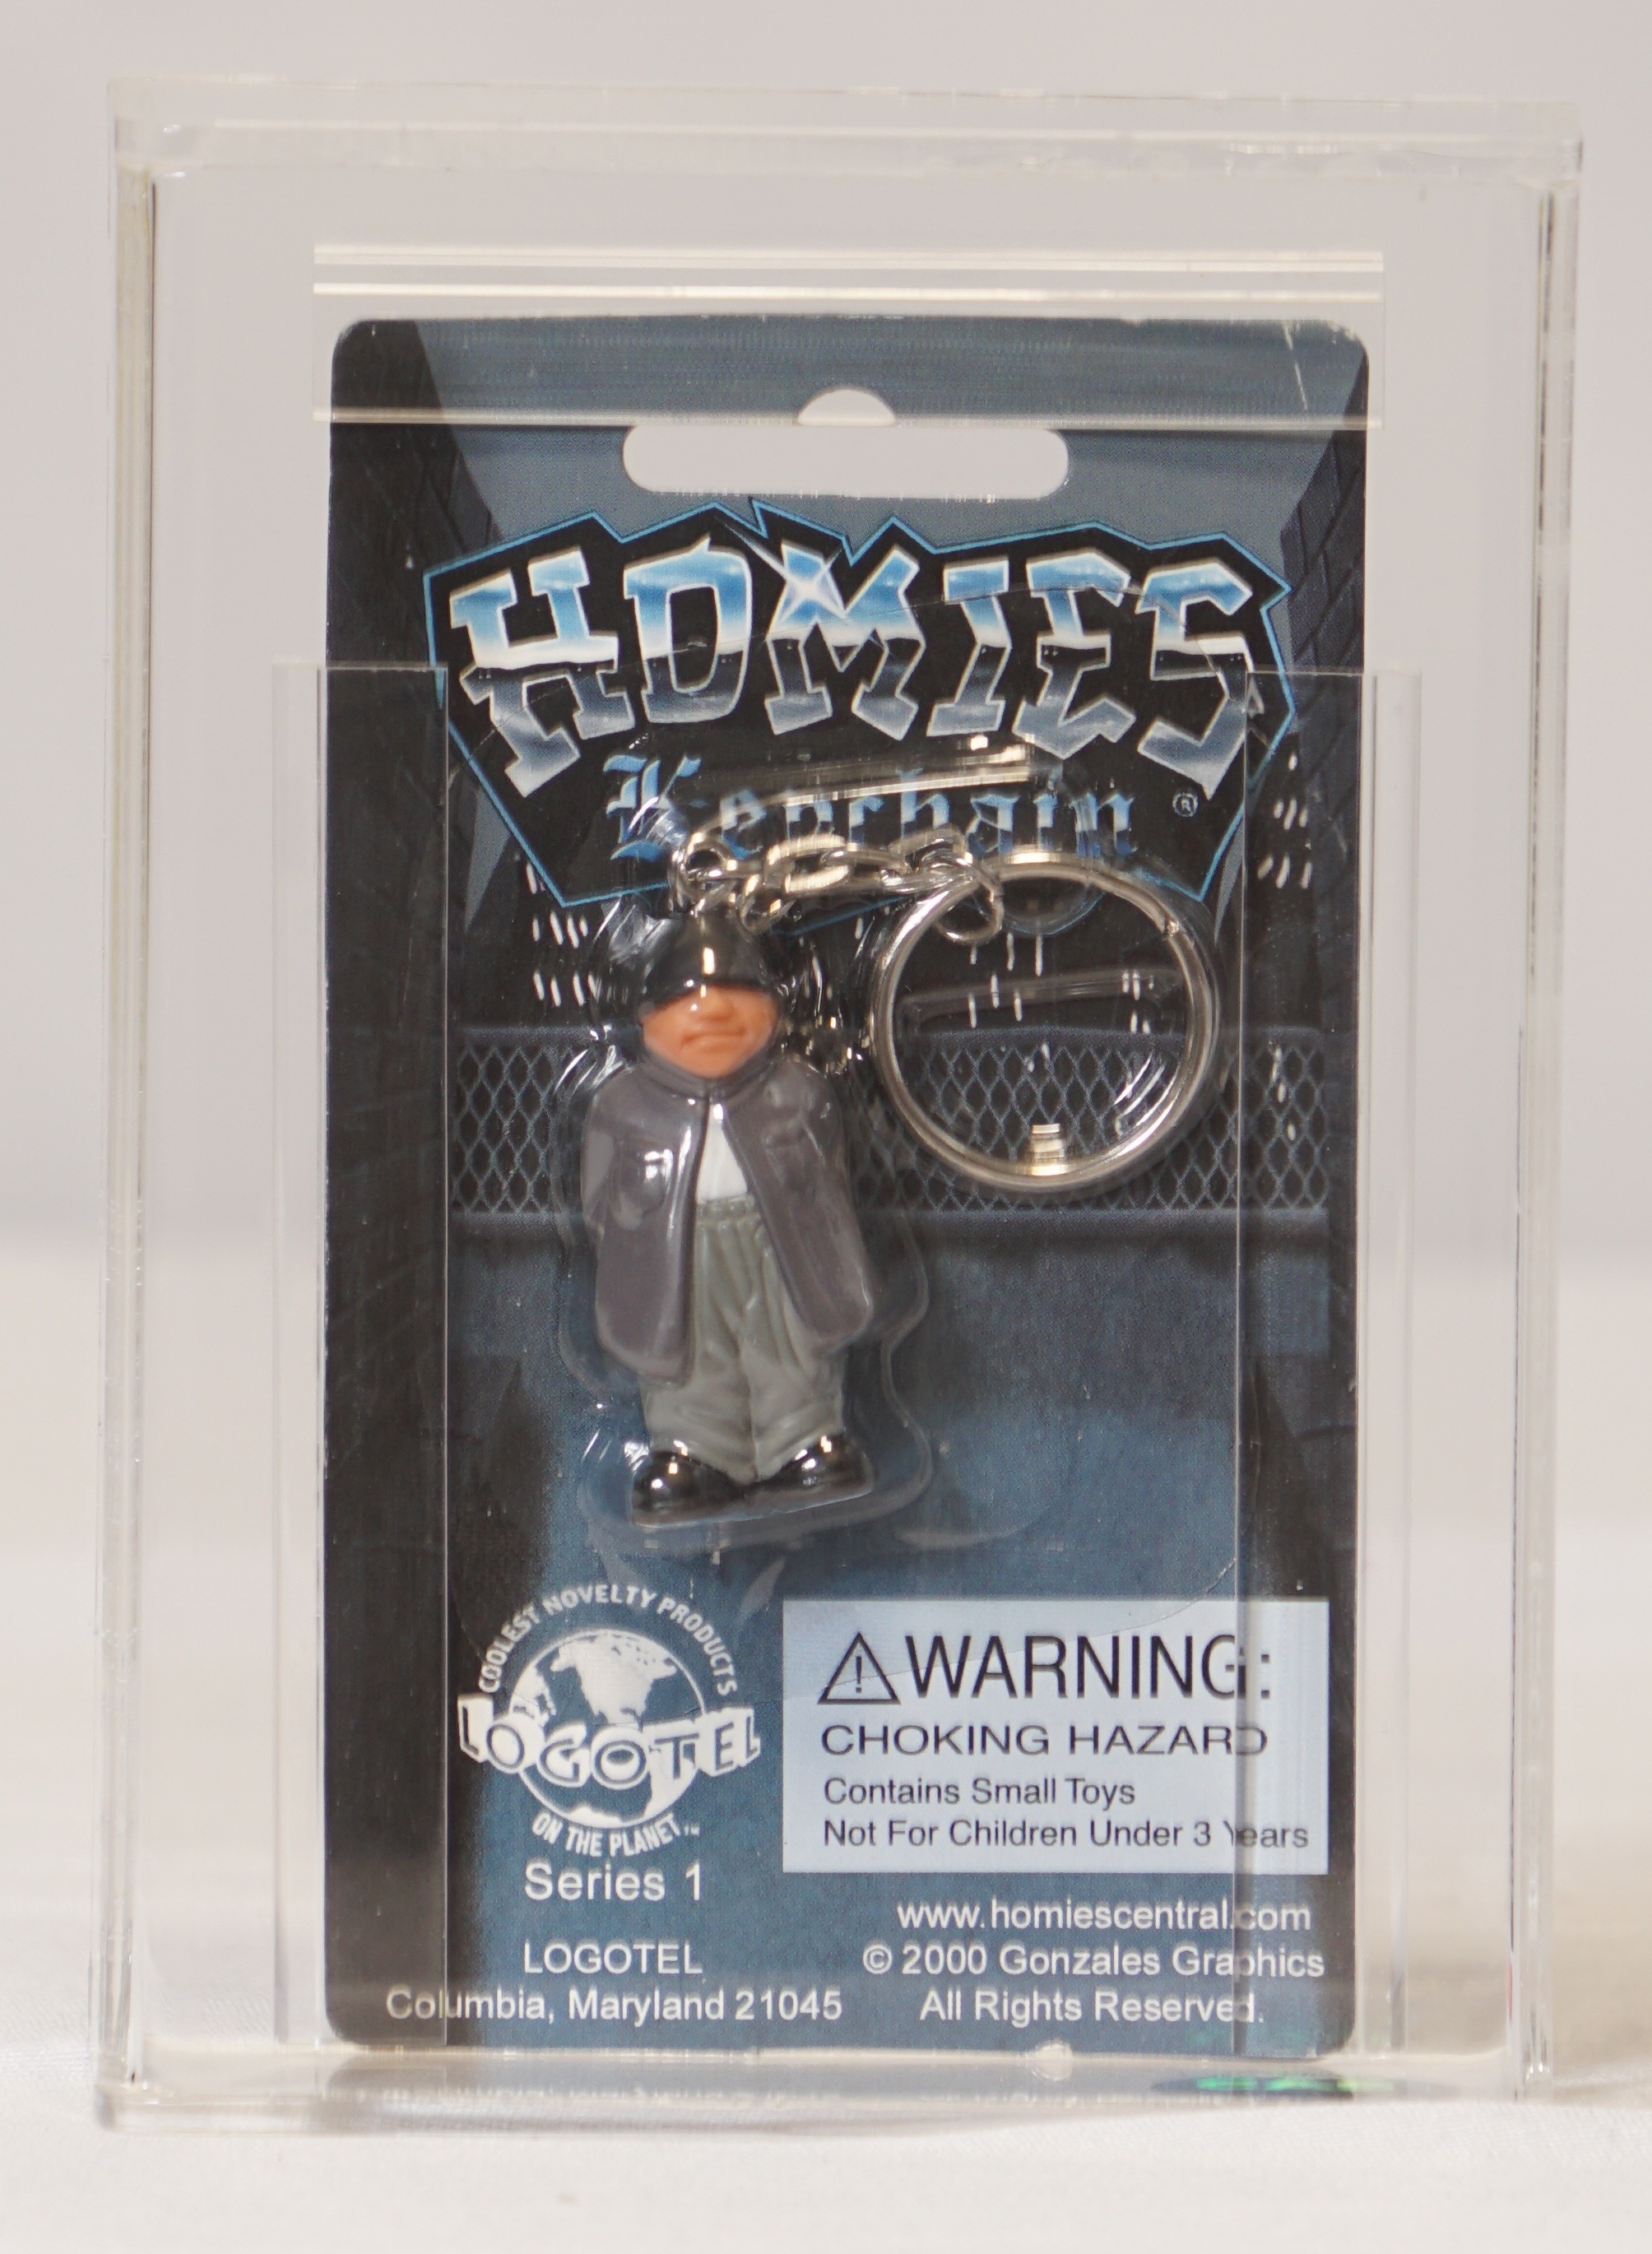 HOMIES
Keychain ®
COOLEST NOVELTY PRODUCTS
LOGOTEL
ON THE PLANET™
Series 1
LOGOTEL
Columbia, Maryland 21045
⚠WARNING:
CHOKING HAZARD
Contains Small Toys
Not For Children Under 3 Years
www.homiescentral.com
© 2000 Gonzales Graphics
All Rights Reserved.